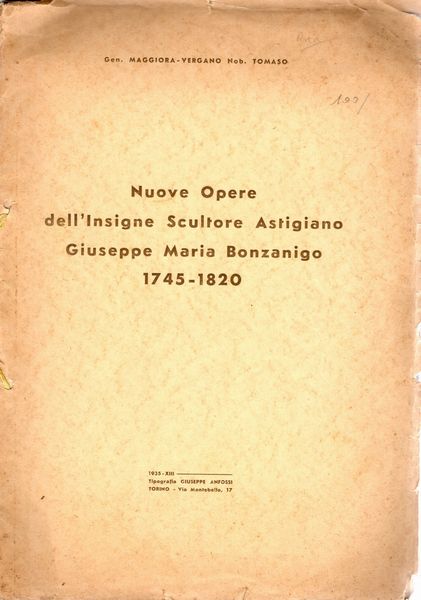 Gen. MAGGIORA-VERGANO Nob. TOMASO
Nuove Opere
dell'Insigne Scultore Astigiano
Giuseppe Maria Bonzanigo
1745-1820
1935-XIII
Tipografia GIUSEPPE ANFOSSI
TORINO - Via Montebello, 17